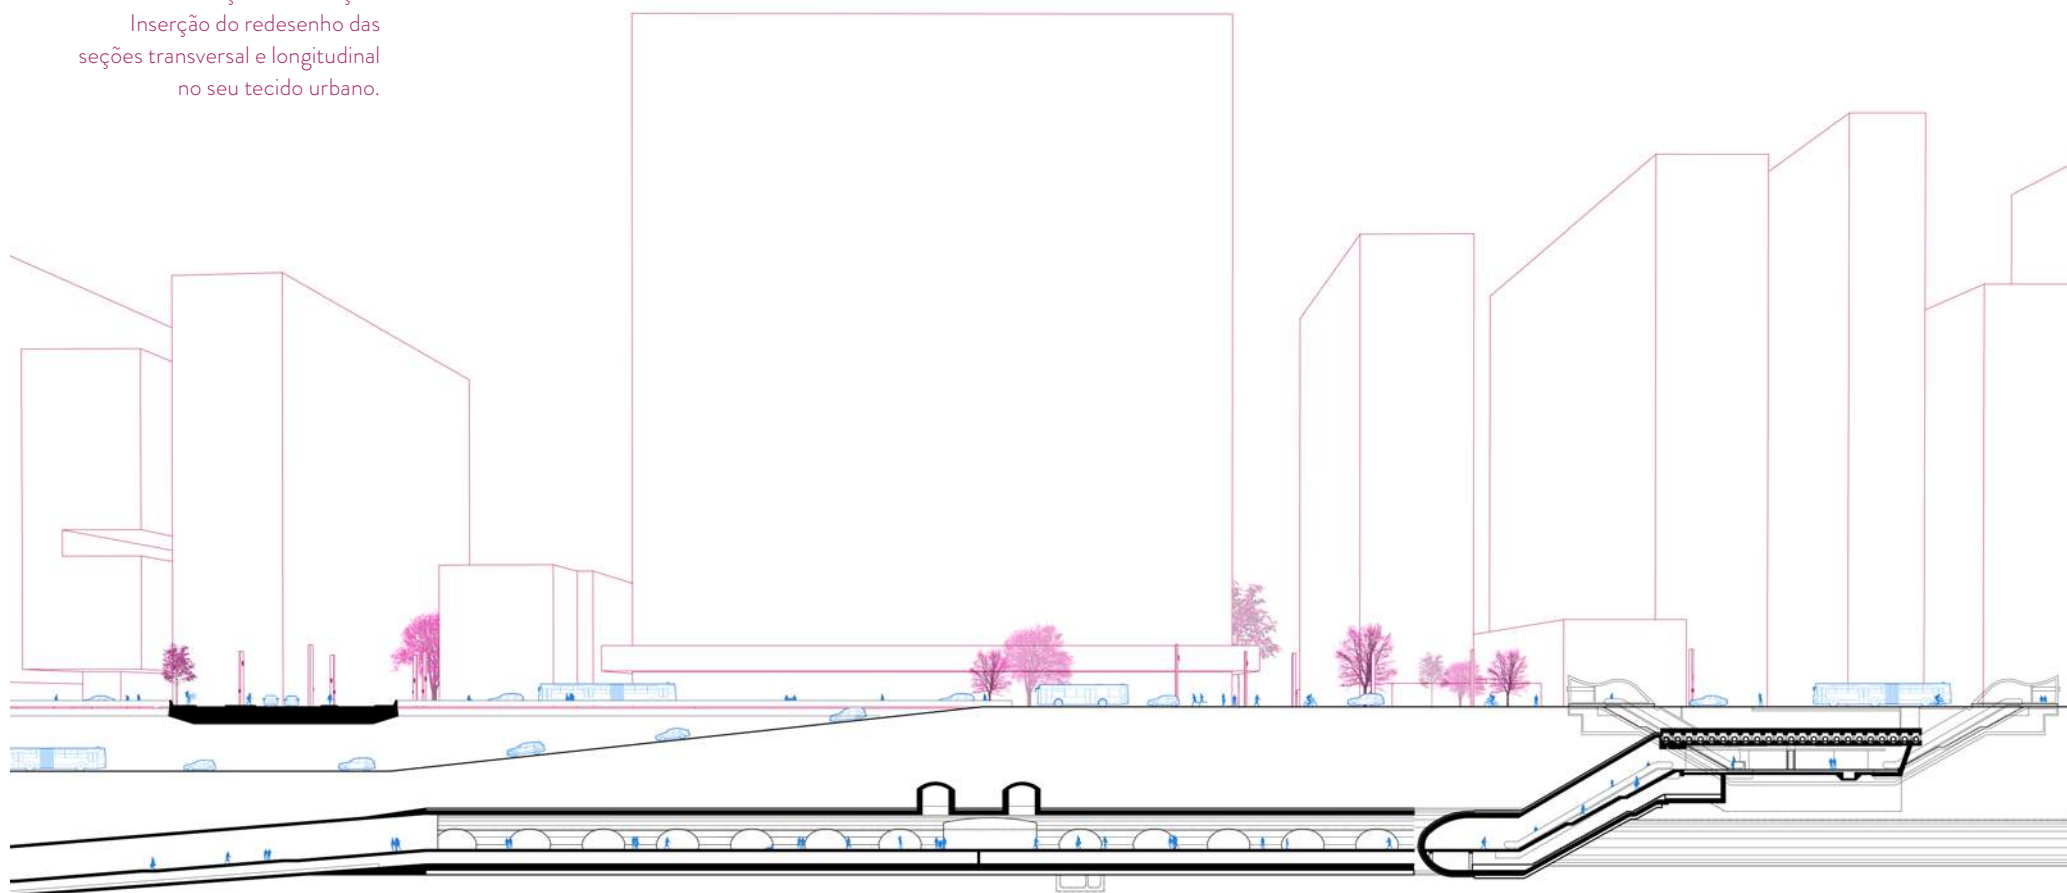 Inserção do redesenho das
seções transversal e longitudinal
no seu tecido urbano.